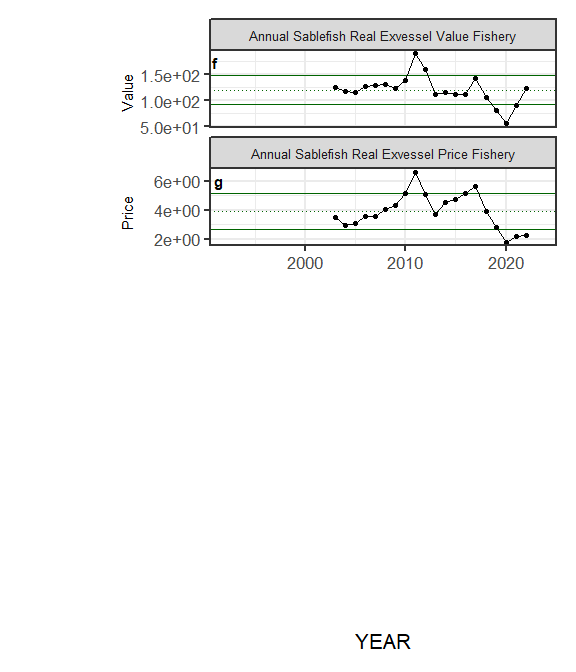 Annual Sablefish Real Exvessel Value Fishery
f
Value
1.5e+02
1.0e+02
5.0e+01
Annual Sablefish Real Exvessel Price Fishery
g
Price
6e+00
4e+00
2e+00
2000 2010 2020
YEAR